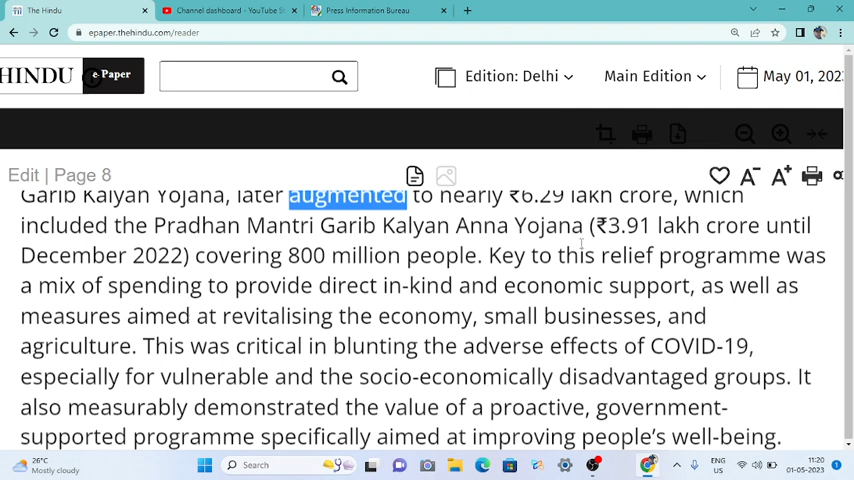 The Hindu
Channel dashboard - YouTube St
Press Information Bureau
epaper.thehindu.com/reader
HINDU e-Paper
Edition: Delhi
Main Edition
May 01, 202
Edit | Page 8
A- A+
Garib Kalyan Yojana, later augmented to nearly ₹6.29 lakh crore, which
included the Pradhan Mantri Garib Kalyan Anna Yojana (₹3.91 lakh crore until
December 2022) covering 800 million people. Key to this relief programme was
a mix of spending to provide direct in-kind and economic support, as well as
measures aimed at revitalising the economy, small businesses, and
agriculture. This was critical in blunting the adverse effects of COVID-19,
especially for vulnerable and the socio-economically disadvantaged groups. It
also measurably demonstrated the value of a proactive, government-
supported programme specifically aimed at improving people's well-being.
26°C
Mostly cloudy
Search
ENG
US
11:20
01-05-2023